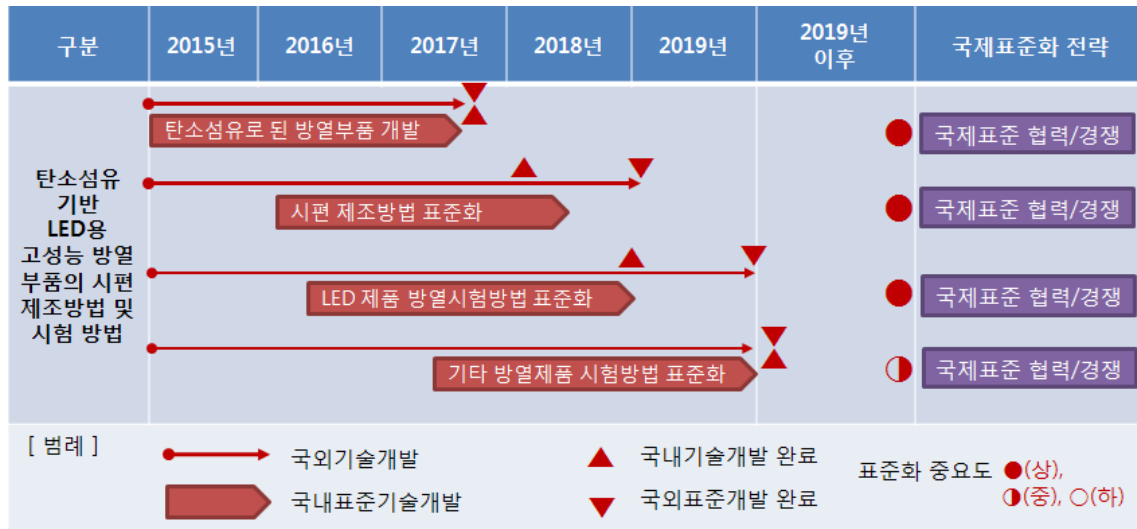 구분
2015년
2016년
2017년
2018년
2019년
2019년
이후
국제표준화 전략
탄소섬유
기반
LED용
고성능 방열
부품의 시편
제조방법 및
시험 방법
탄소섬유로 된 방열부품 개발
국제표준 협력/경쟁
시편 제조방법 표준화
국제표준 협력/경쟁
LED 제품 방열시험방법 표준화
국제표준 협력/경쟁
기타 방열제품 시험방법 표준화
국제표준 협력/경쟁
[ 범례 ]
국외기술개발
국내기술개발 완료
국내표준기술개발
국외표준개발 완료
표준화 중요도 ●(상),
◑(중), ○(하)